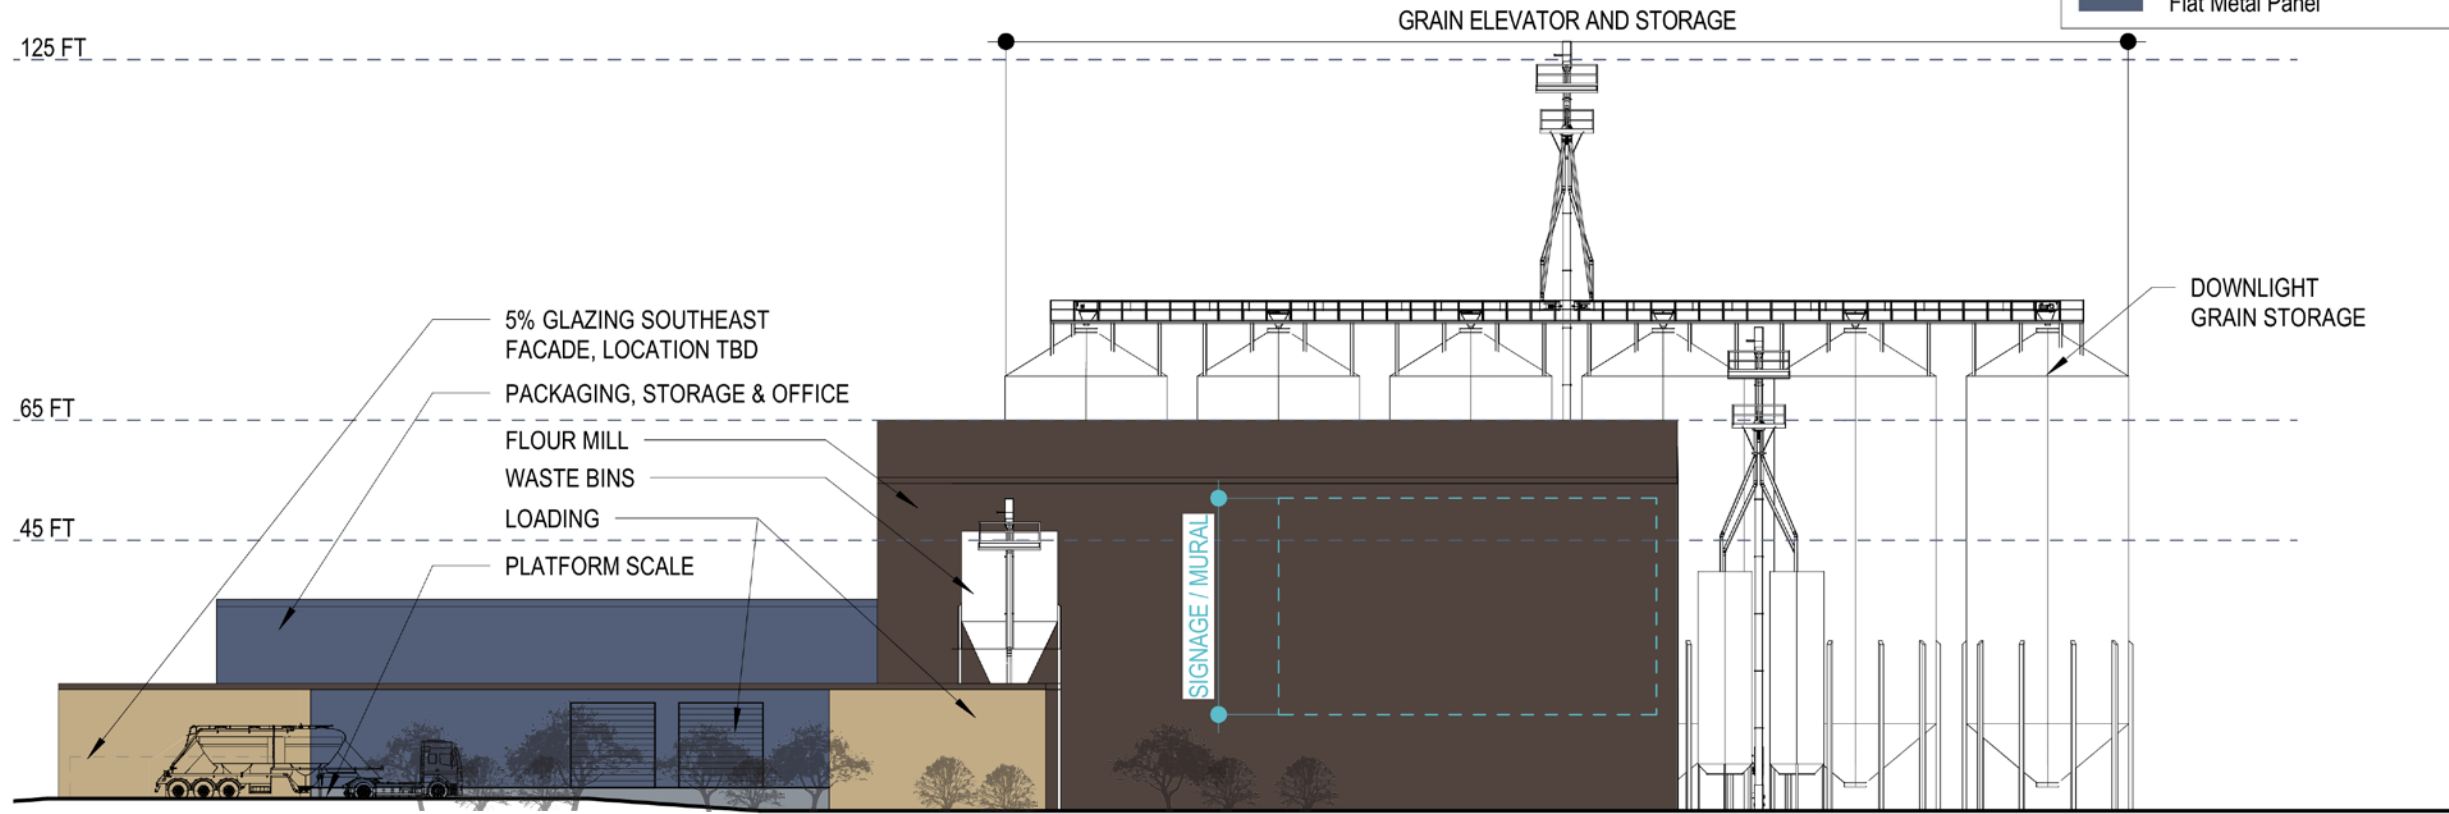 Flat Metal Panel
GRAIN ELEVATOR AND STORAGE
125 FT
DOWNLIGHT
GRAIN STORAGE
5% GLAZING SOUTHEAST
FACADE, LOCATION TBD
PACKAGING, STORAGE & OFFICE
65 FT
FLOUR MILL
WASTE BINS
LOADING
45 FT
PLATFORM SCALE
SIGNAGE / MURAL